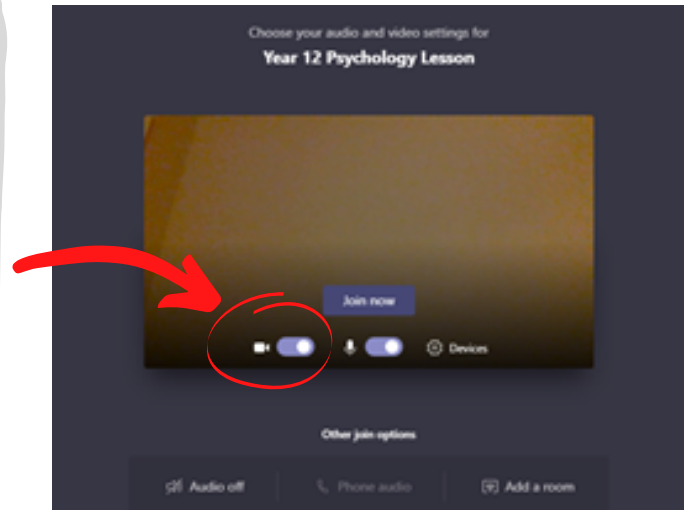 Choose your audio and video settings for
Year 12 Psychology Lesson
Join now
Devices
Other join options
Audio off
Phone audio
Add a room